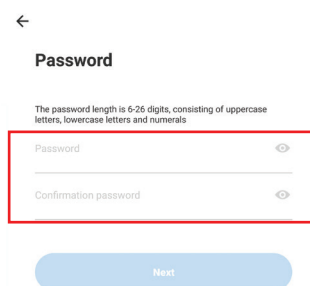 Password
The password length is 6-26 digits, consisting of uppercase
letters, lowercase letters and numerals
Password
Confirmation password
Next